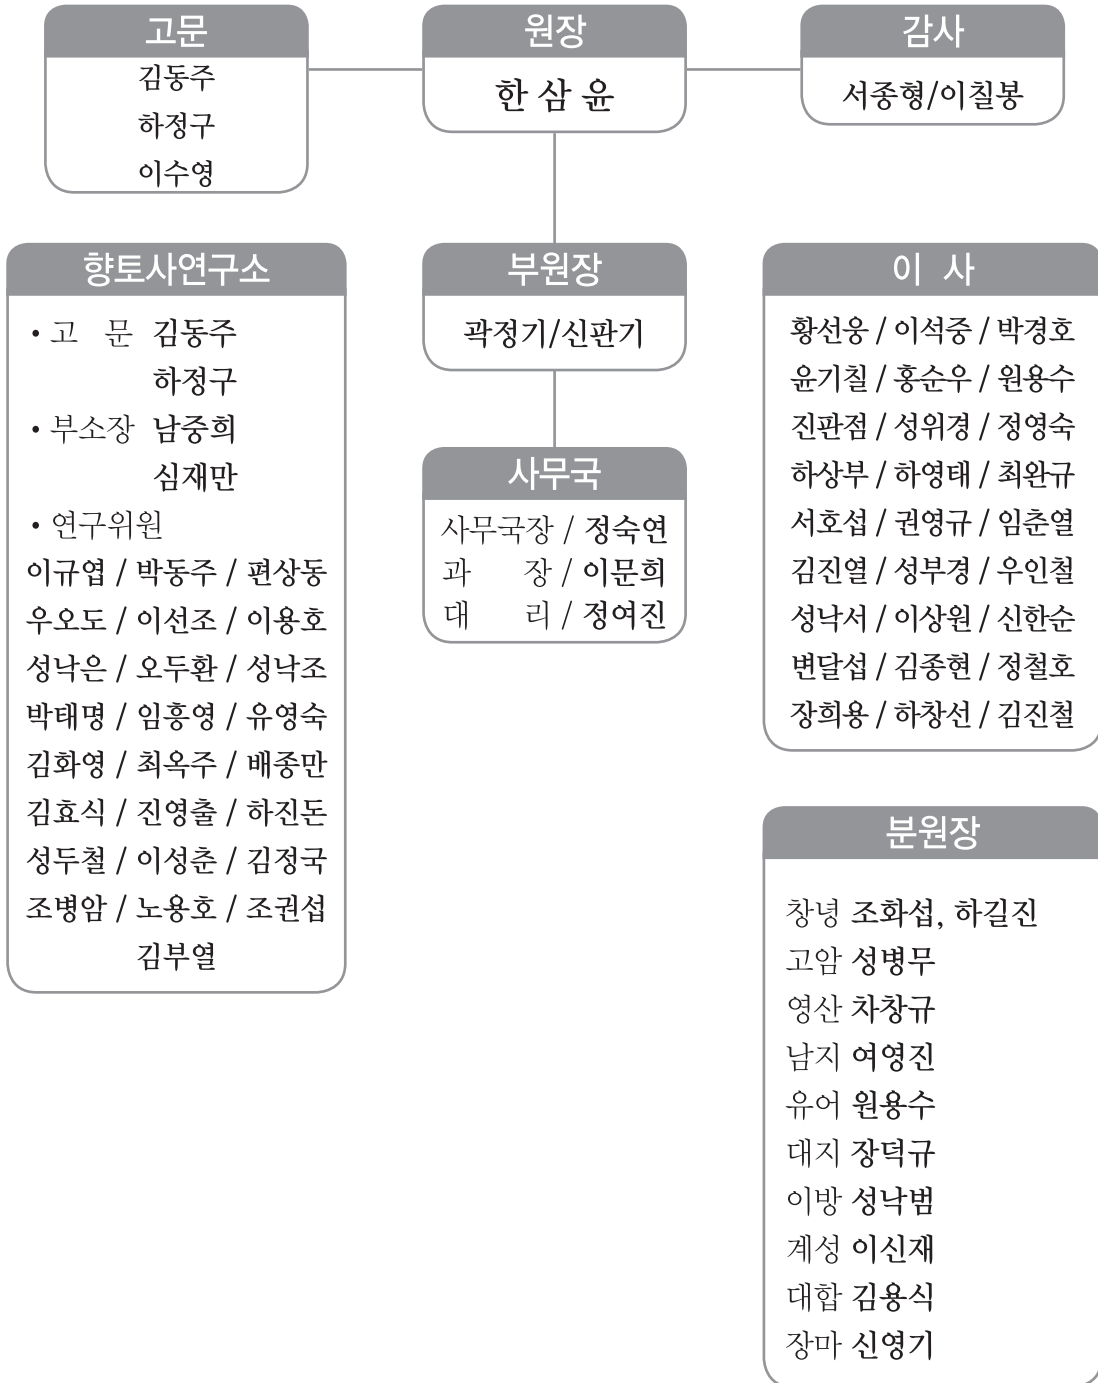 고문
김동주
하정구
이수영
원장
한 삼 윤
감사
서종형/이칠봉
향토사연구소
• 고 문 김동주
하정구
• 부소장 남중희
심재만
• 연구위원
이규엽 / 박동주 / 편상동
우오도 / 이선조 / 이용호
성낙은 / 오두환 / 성낙조
박태명 / 임흥영 / 유영숙
김화영 / 최옥주 / 배종만
김효식 / 진영출 / 하진돈
성두철 / 이성춘 / 김정국
조병암 / 노용호 / 조권섭
김부열
부원장
곽정기/신판기
사무국
사무국장 / 정숙연
과 장 / 이문희
대 리 / 정여진
이 사
황선웅 / 이석중 / 박경호
윤기칠 / 홍순우 / 원용수
진판점 / 성위경 / 정영숙
하상부 / 하영태 / 최완규
서호섭 / 권영규 / 임춘열
김진열 / 성부경 / 우인철
성낙서 / 이상원 / 신한순
변달섭 / 김종현 / 정철호
장희용 / 하창선 / 김진철
분원장
창녕 조화섭, 하길진
고암 성병무
영산 차창규
남지 여영진
유어 원용수
대지 장덕규
이방 성낙범
계성 이신재
대합 김용식
장마 신영기